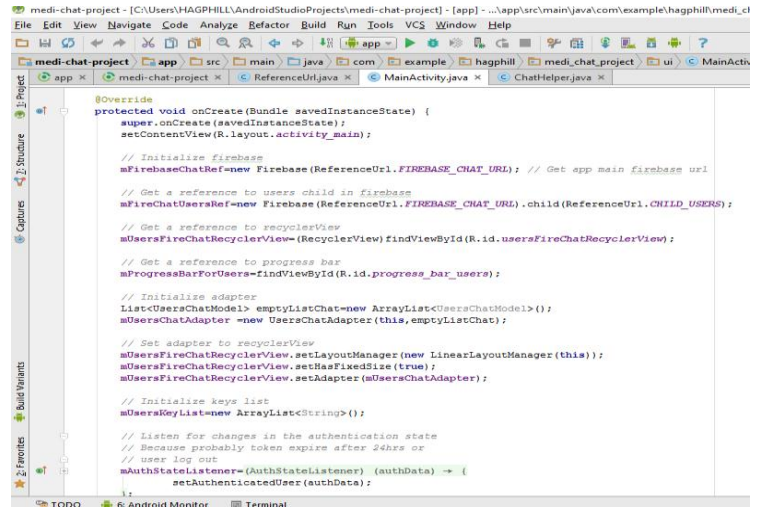 medi-chat-project - [C:\Users\HAGPHILL\AndroidStudioProjects\medi-chat-project] - [app] - ...\app\src\main\java\com\example\hagphill\medi_ch
File Edit View Navigate Code Analyze Refactor Build Run Tools VCS Window Help
app
medi-chat-project app src main java com example hagphill medi_chat_project ui MainActiv
app × medi-chat-project × ReferenceUrl.java × MainActivity.java × ChatHelper.java ×
1: Project
Z: Structure
Captures
Build Variants
2: Favorites
@Override
protected void onCreate(Bundle savedInstanceState) {
super.onCreate(savedInstanceState);
setContentView(R.layout.activity_main);
// Initialize firebase
mFirebaseChatRef=new Firebase(ReferenceUrl.FIREBASE_CHAT_URL); // Get app main firebase url
// Get a reference to users child in firebase
mFireChatUsersRef=new Firebase(ReferenceUrl.FIREBASE_CHAT_URL).child(ReferenceUrl.CHILD_USERS);
// Get a reference to recyclerView
mUsersFireChatRecyclerView=(RecyclerView)findViewById(R.id.usersFireChatRecyclerView);
// Get a reference to progress bar
mProgressBarForUsers=findViewById(R.id.progress_bar_users);
// Initialize adapter
List<UsersChatModel> emptyListChat=new ArrayList<UsersChatModel>();
mUsersChatAdapter =new UsersChatAdapter(this,emptyListChat);
// Set adapter to recyclerView
mUsersFireChatRecyclerView.setLayoutManager(new LinearLayoutManager(this));
mUsersFireChatRecyclerView.setHasFixedSize(true);
mUsersFireChatRecyclerView.setAdapter(mUsersChatAdapter);
// Initialize keys list
mUsersKeyList=new ArrayList<String>();
// Listen for changes in the authentication state
// Because probably token expire after 24hrs or
// user log out
mAuthStateListener=(AuthStateListener) (authData) → {
setAuthenticatedUser(authData);
};
TODO 6: Android Monitor Terminal